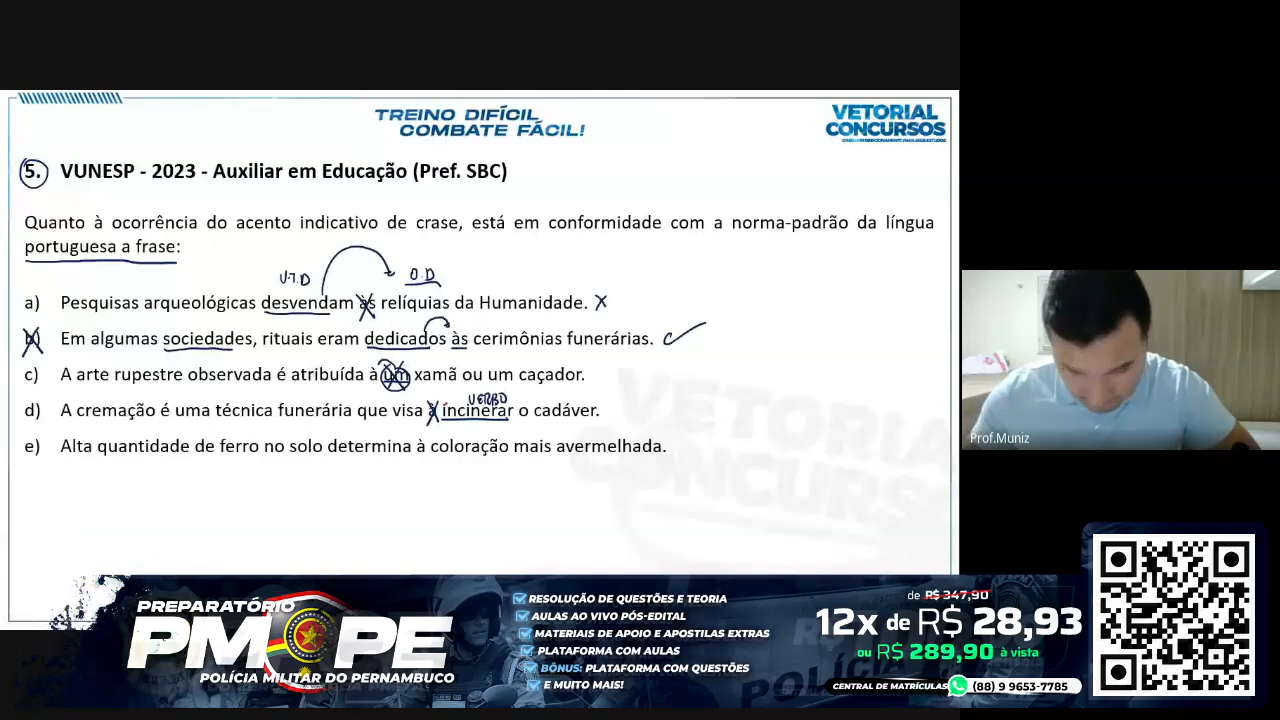 TREINO DIFÍCIL
COMBATE FÁCIL!
VETORIAL
CONCURSOS
5. VUNESP - 2023 - Auxiliar em Educação (Pref. SBC)
Quanto à ocorrência do acento indicativo de crase, está em conformidade com a norma-padrão da língua
portuguesa a frase:
V.T.D O.D
a) Pesquisas arqueológicas desvendam às relíquias da Humanidade. X
b) Em algumas sociedades, rituais eram dedicados às cerimônias funerárias.
c) A arte rupestre observada é atribuída à um xamã ou um caçador.
VERBO
d) A cremação é uma técnica funerária que visa à incinerar o cadáver.
e) Alta quantidade de ferro no solo determina à coloração mais avermelhada.
VETORIAL
CONCURSOS
Prof.Muniz
PREPARATÓRIO
PM PE
POLÍCIA MILITAR DO PERNAMBUCO
RESOLUÇÃO DE QUESTÕES E TEORIA
AULAS AO VIVO PÓS-EDITAL
MATERIAIS DE APOIO E APOSTILAS EXTRAS
PLATAFORMA COM AULAS
BÔNUS: PLATAFORMA COM QUESTÕES
E MUITO MAIS!
de R$ 347,90
12x de R$ 28,93
ou R$ 289,90 à vista
CENTRAL DE MATRÍCULAS (88) 9 9653-7785